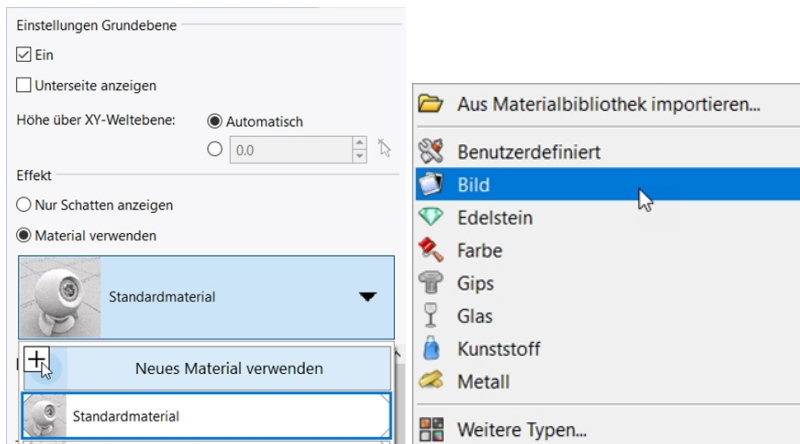 Einstellungen Grundebene
Ein
Unterseite anzeigen
Höhe über XY-Weltebene:
Automatisch
0.0
Effekt
Nur Schatten anzeigen
Material verwenden
Standardmaterial
Neues Material verwenden
Standardmaterial
Aus Materialbibliothek importieren...
Benutzerdefiniert
Bild
Edelstein
Farbe
Gips
Glas
Kunststoff
Metall
Weitere Typen...